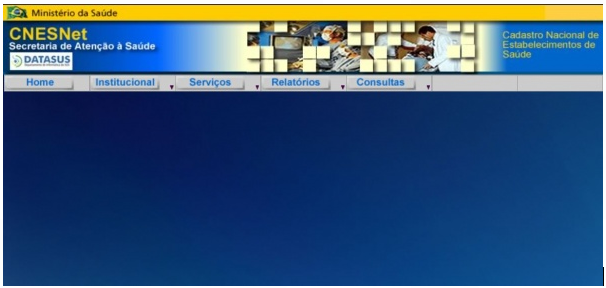 Ministério da Saúde
CNESNet
Secretaria de Atenção à Saúde
DATASUS
Cadastro Nacional de
Estabelecimentos de
Saúde
Home
Institucional
Serviços
Relatórios
Consultas